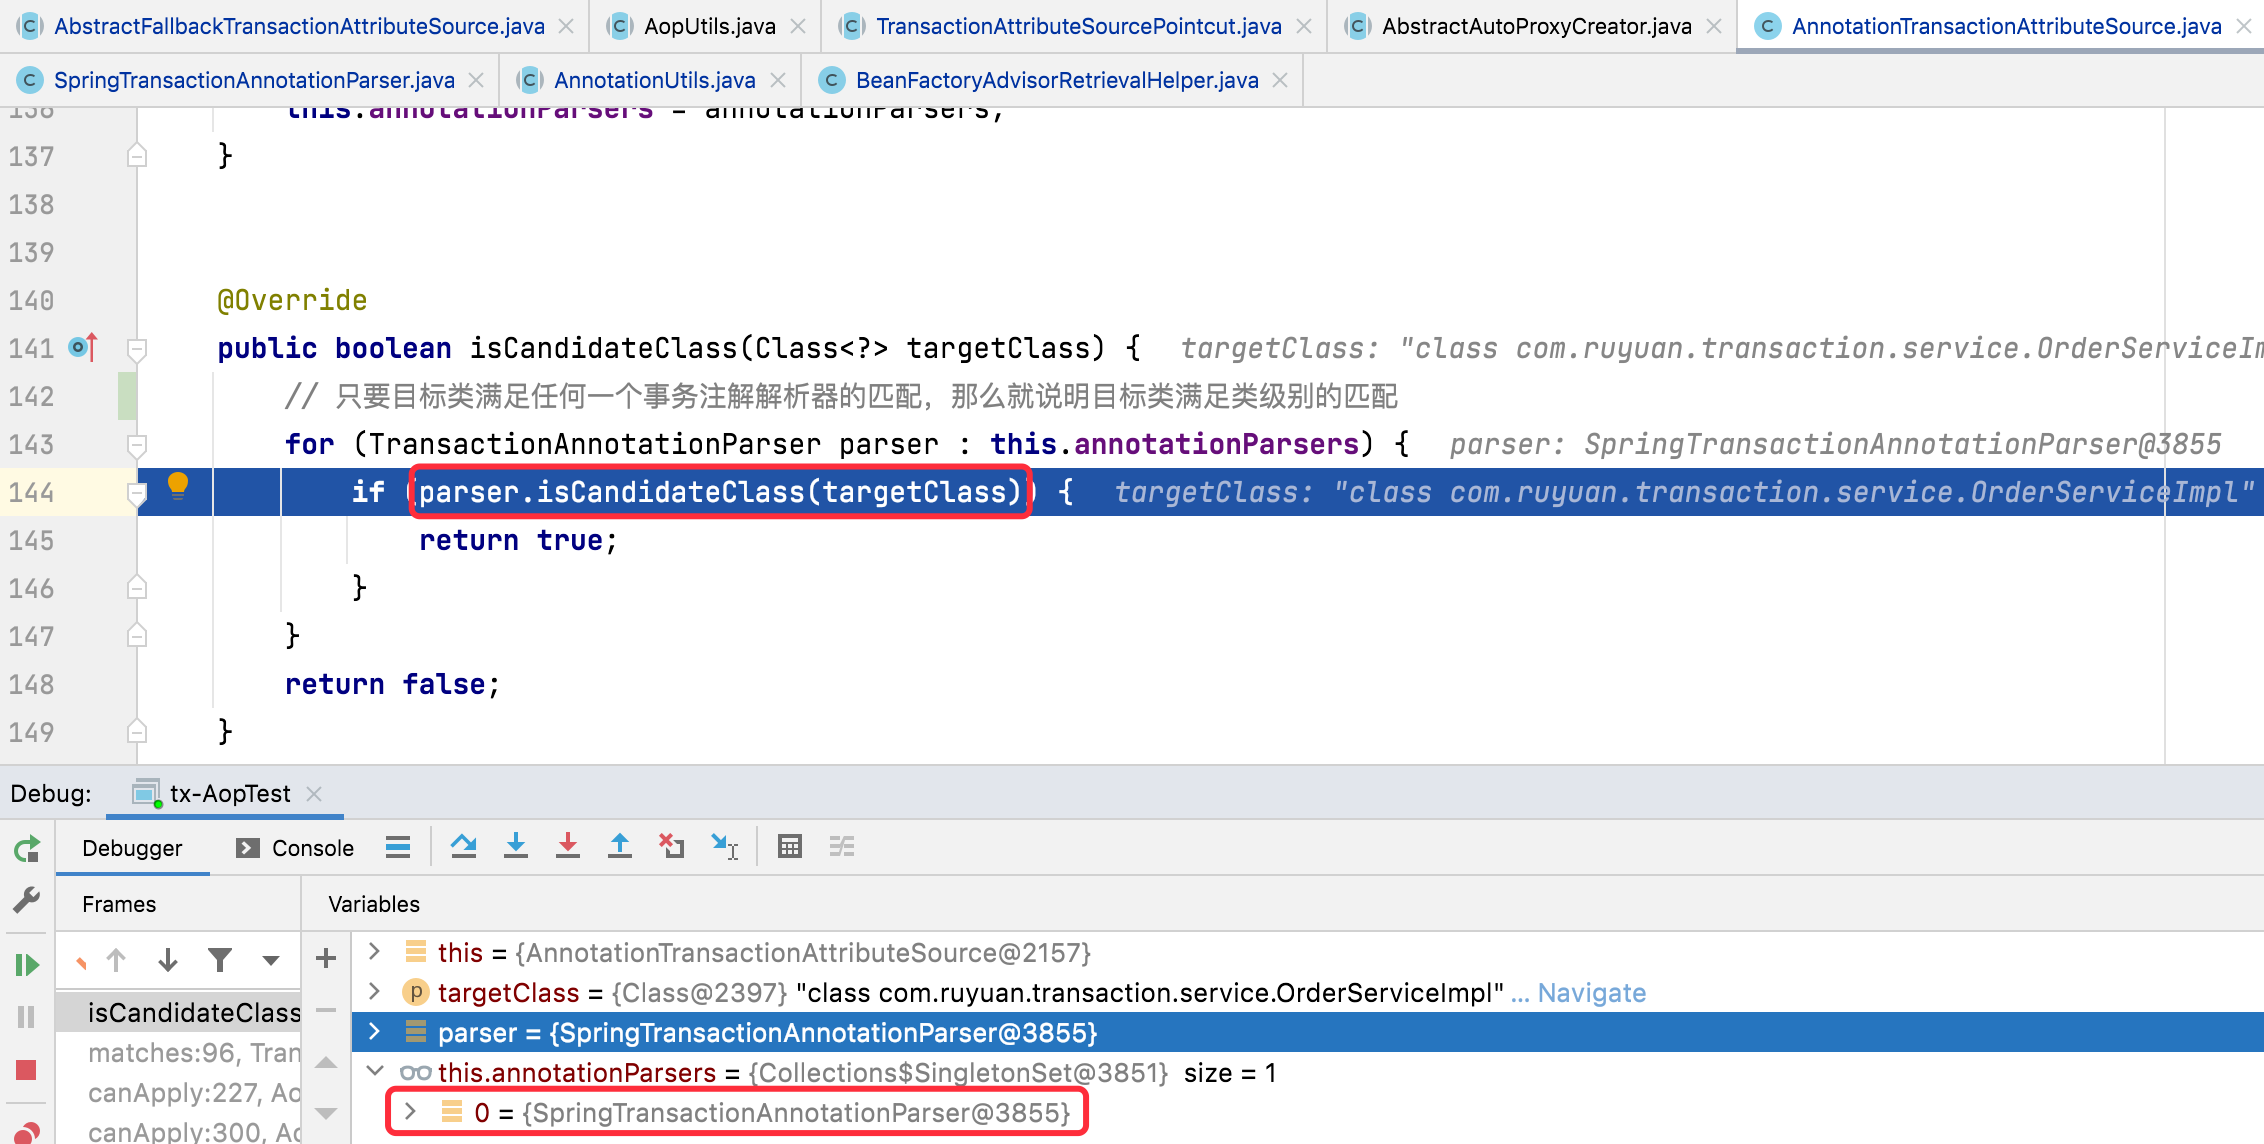 AbstractFallbackTransactionAttributeSource.java AopUtils.java TransactionAttributeSourcePointcut.java AbstractAutoProxyCreator.java AnnotationTransactionAttributeSource.java
SpringTransactionAnnotationParser.java AnnotationUtils.java BeanFactoryAdvisorRetrievalHelper.java
136 this.annotationParsers = annotationParsers;
137 }
138
139
140 @Override
141 public boolean isCandidateClass(Class<?> targetClass) { targetClass: "class com.ruyuan.transaction.service.OrderServiceIm
142 // 只要目标类满足任何一个事务注解解析器的匹配，那么就说明目标类满足类级别的匹配
143 for (TransactionAnnotationParser parser : this.annotationParsers) { parser: SpringTransactionAnnotationParser@3855
144 if (parser.isCandidateClass(targetClass)) { targetClass: "class com.ruyuan.transaction.service.OrderServiceImpl"
145 return true;
146 }
147 }
148 return false;
149 }
Debug: tx-AopTest
Debugger Console
Frames Variables
this = {AnnotationTransactionAttributeSource@2157}
isCandidateClass targetClass = {Class@2397} "class com.ruyuan.transaction.service.OrderServiceImpl" ... Navigate
matches:96, Tran parser = {SpringTransactionAnnotationParser@3855}
canApply:227, Ao this.annotationParsers = {Collections$SingletonSet@3851} size = 1
canApply:300, Ao 0 = {SpringTransactionAnnotationParser@3855}